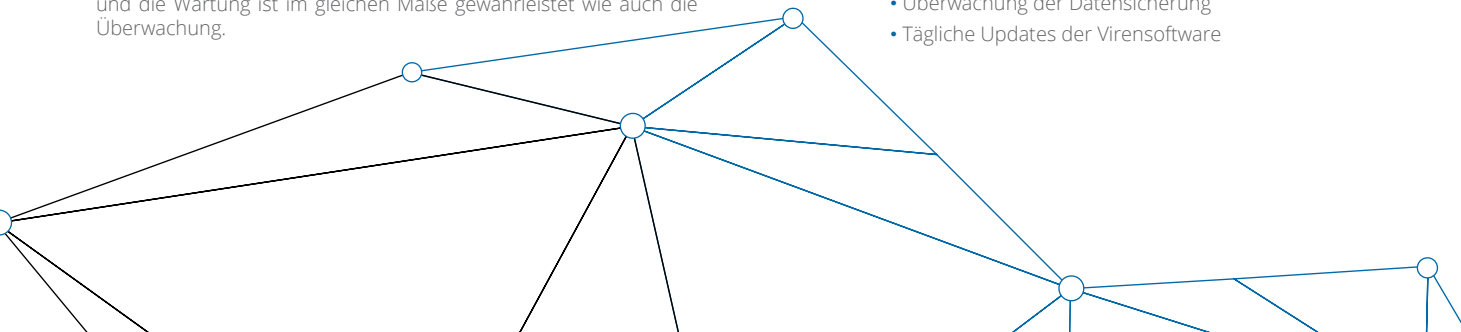 und die Wartung ist im gleichen Maße gewährleistet wie auch die
Überwachung.
• Überwachung der Datensicherung
• Tägliche Updates der Virensoftware